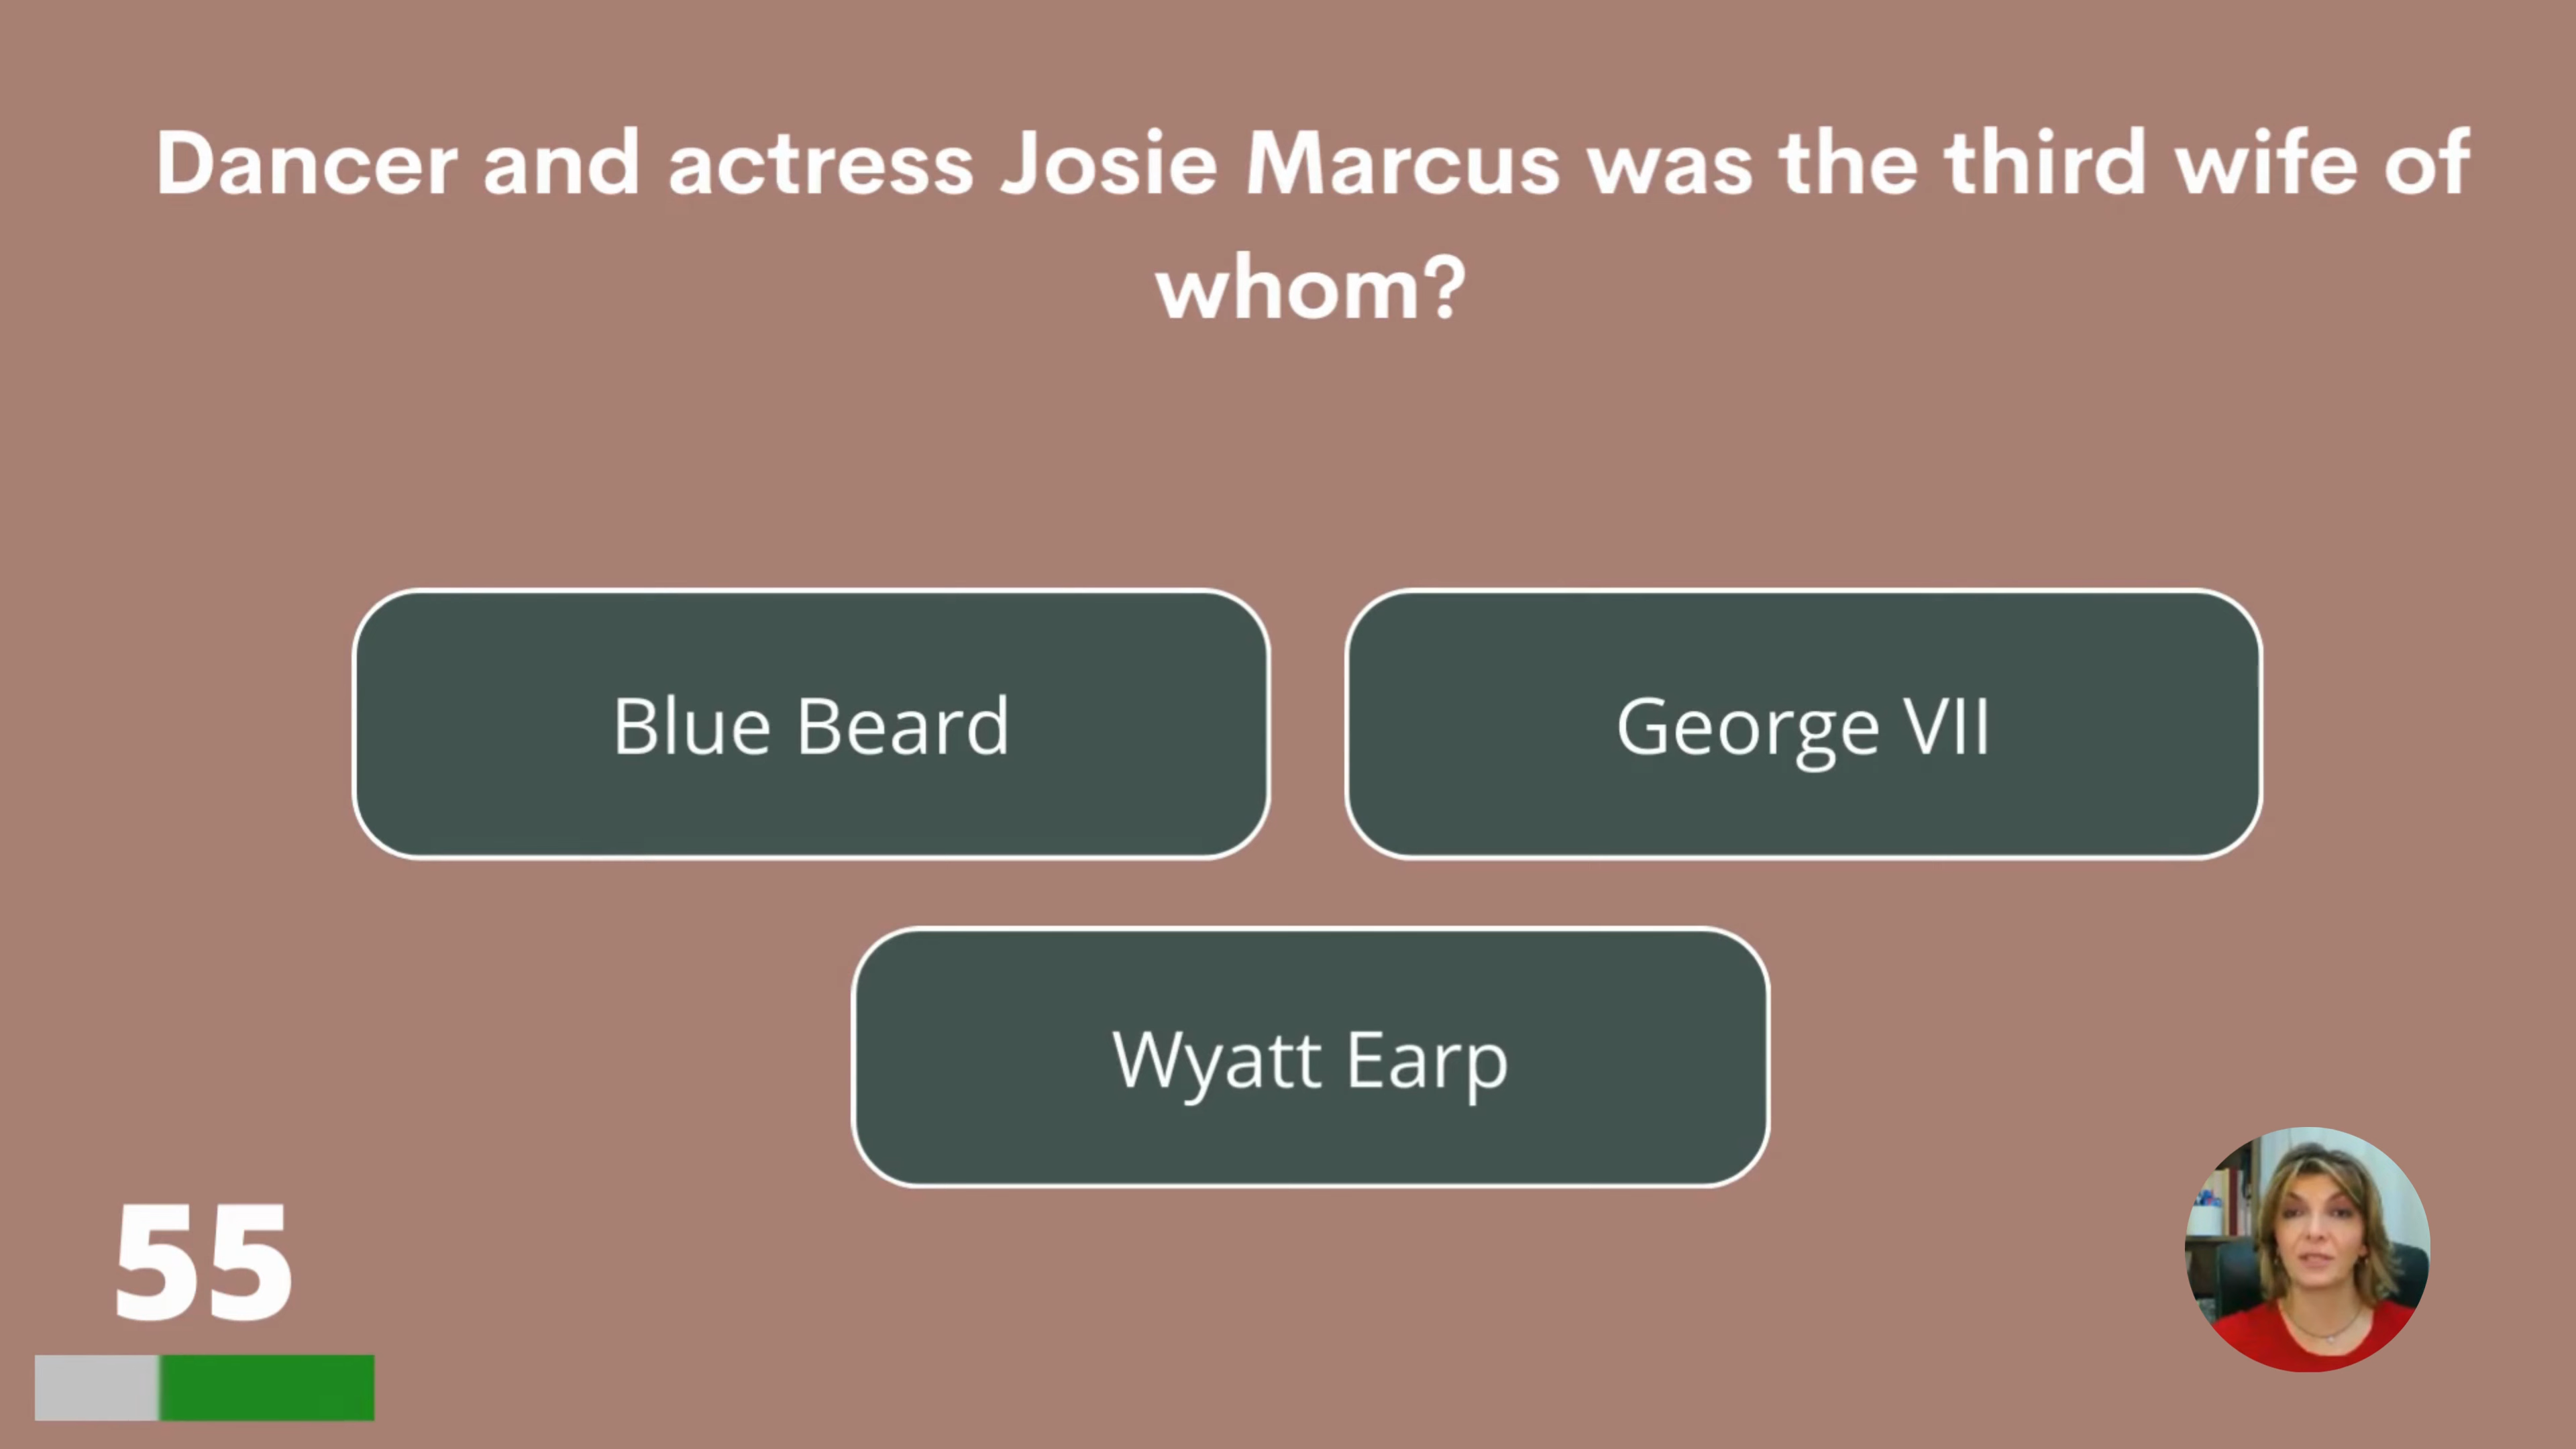 Dancer and actress Josie Marcus was the third wife of
whom?
Blue Beard
George VII
Wyatt Earp
55